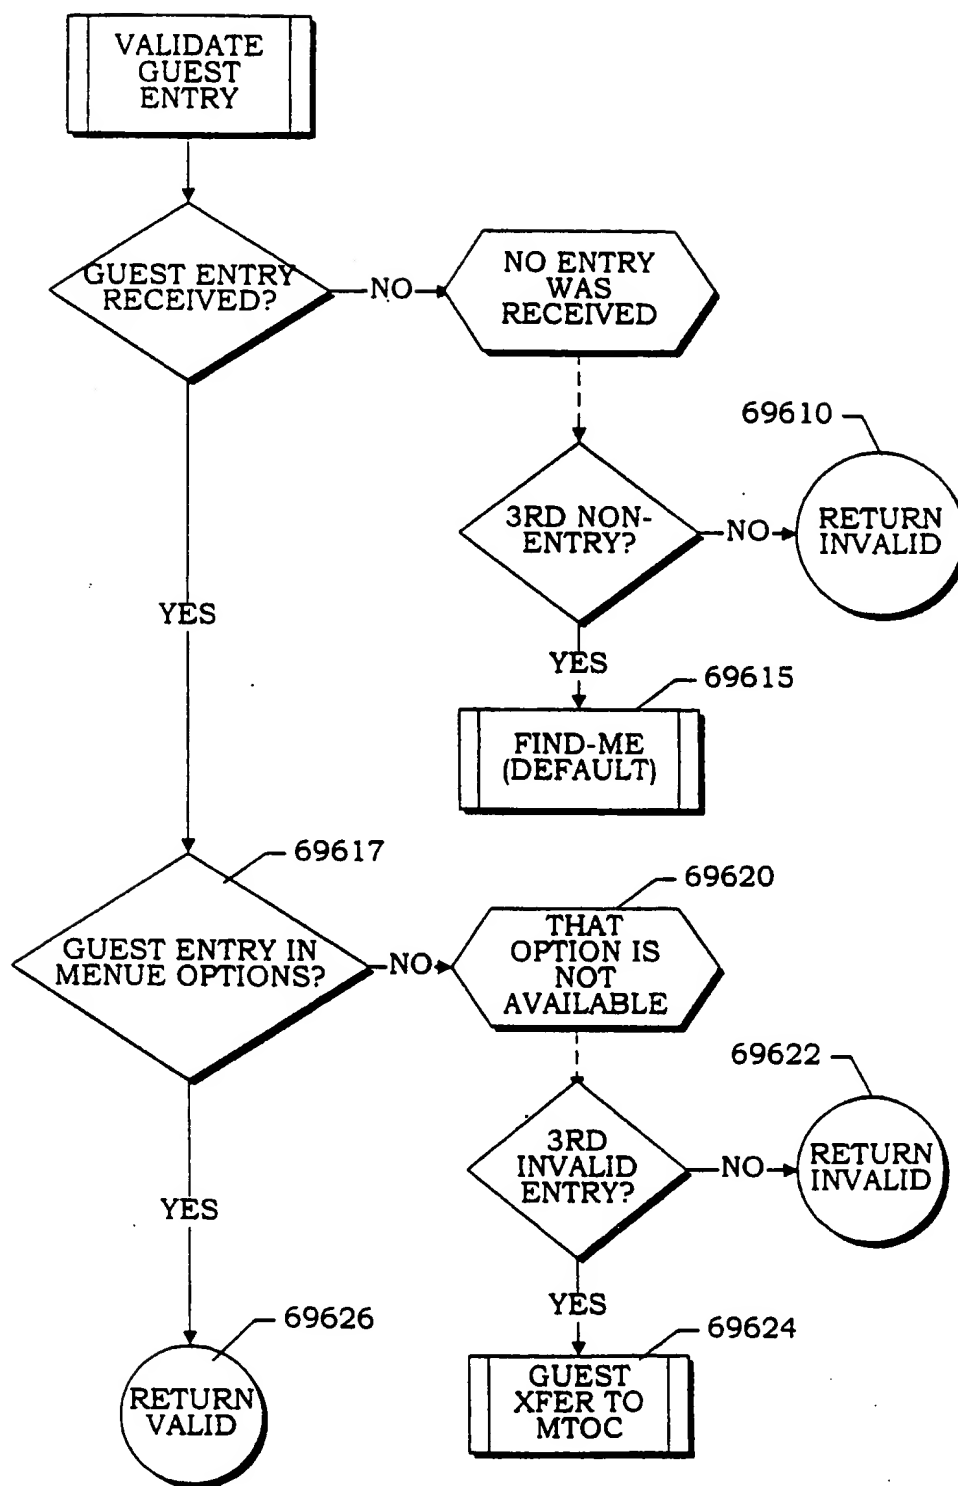 VALIDATE
GUEST
ENTRY
GUEST ENTRY
RECEIVED?
NO
NO ENTRY
WAS
RECEIVED
69610
3RD NON-
ENTRY?
NO
RETURN
INVALID
YES
YES
69615
FIND-ME
(DEFAULT)
69617
GUEST ENTRY IN
MENUE OPTIONS?
NO
69620
THAT
OPTION IS
NOT
AVAILABLE
69622
3RD
INVALID
ENTRY?
NO
RETURN
INVALID
YES
YES
69626
RETURN
VALID
69624
GUEST
XFER TO
MTOC